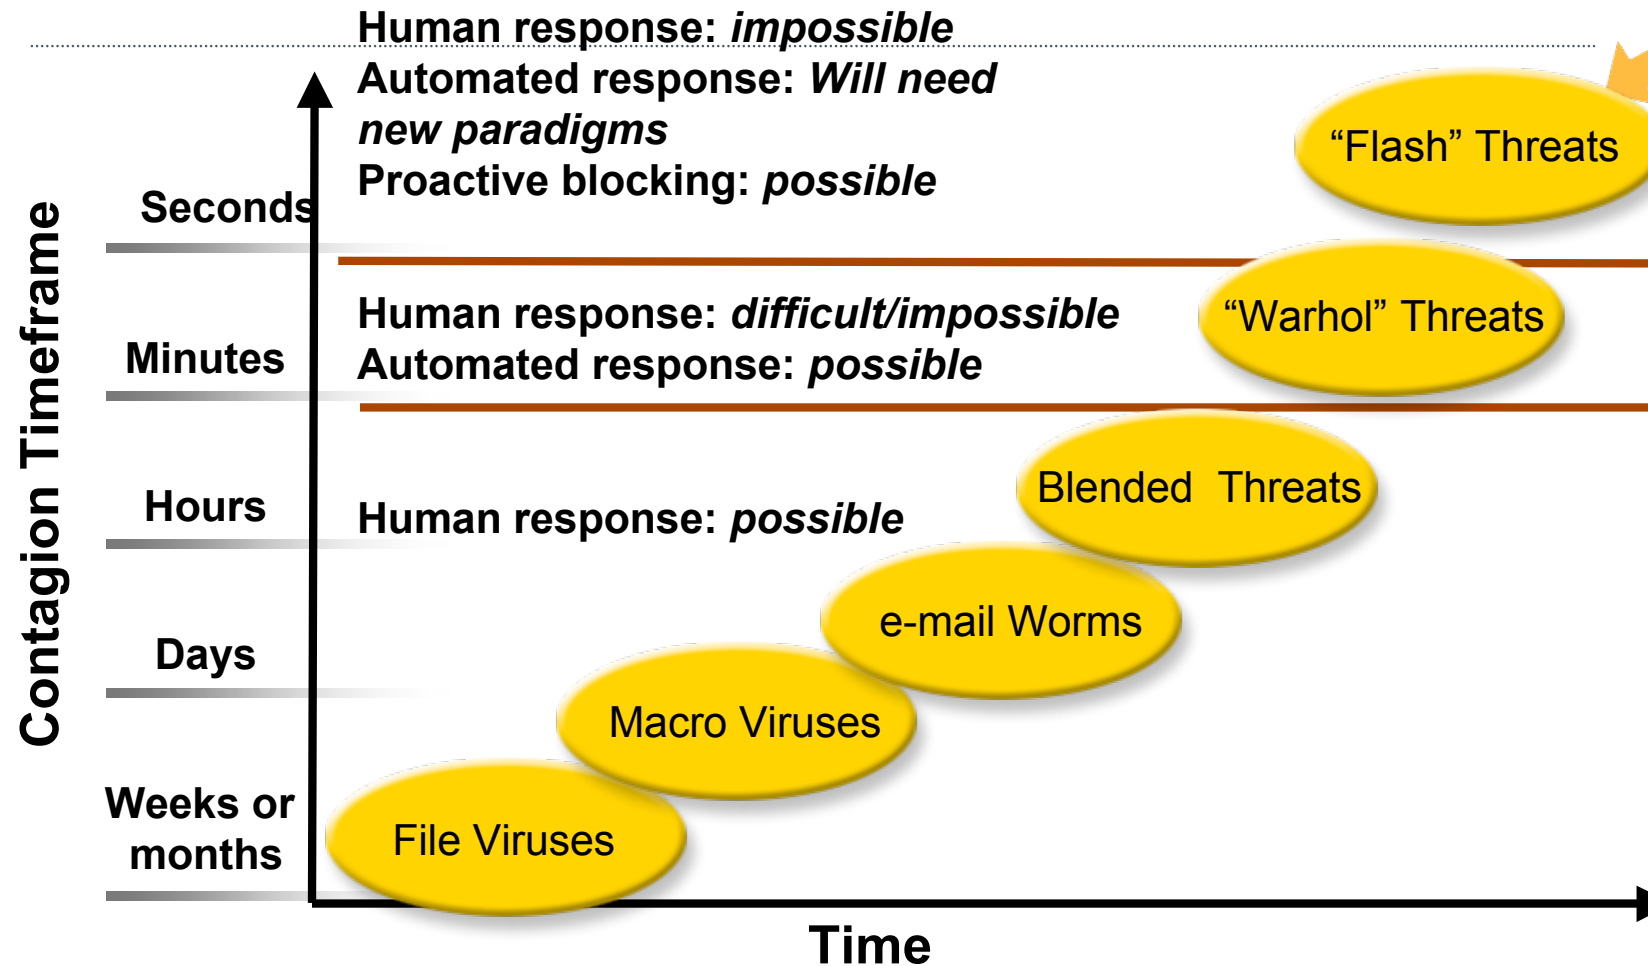 Human response: impossible
Automated response: Will need
new paradigms
Proactive blocking: possible
“Flash” Threats
Seconds
Human response: difficult/impossible
Automated response: possible
“Warhol” Threats
Minutes
Blended  Threats
Hours
Human response: possible
e-mail Worms
Days
Macro Viruses
Weeks or
months
File Viruses
Contagion Timeframe
Time